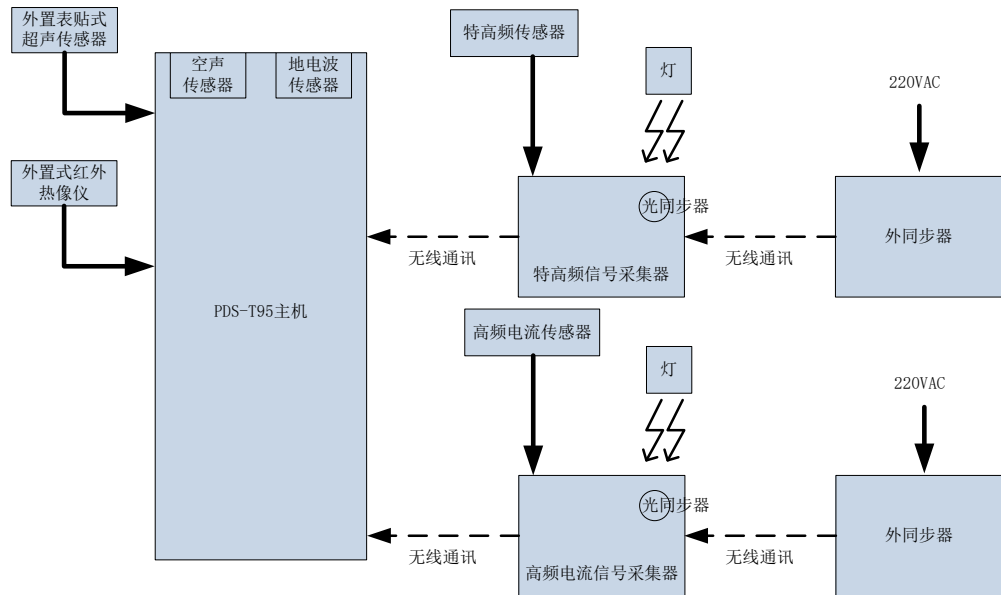 外置表贴式
超声传感器
空声
传感器
地电波
传感器
特高频传感器
灯
220VAC
外置式红外
热像仪
光同步器
外同步器
无线通讯
特高频信号采集器
无线通讯
PDS-T95主机
高频电流传感器
灯
220VAC
光同步器
外同步器
无线通讯
高频电流信号采集器
无线通讯